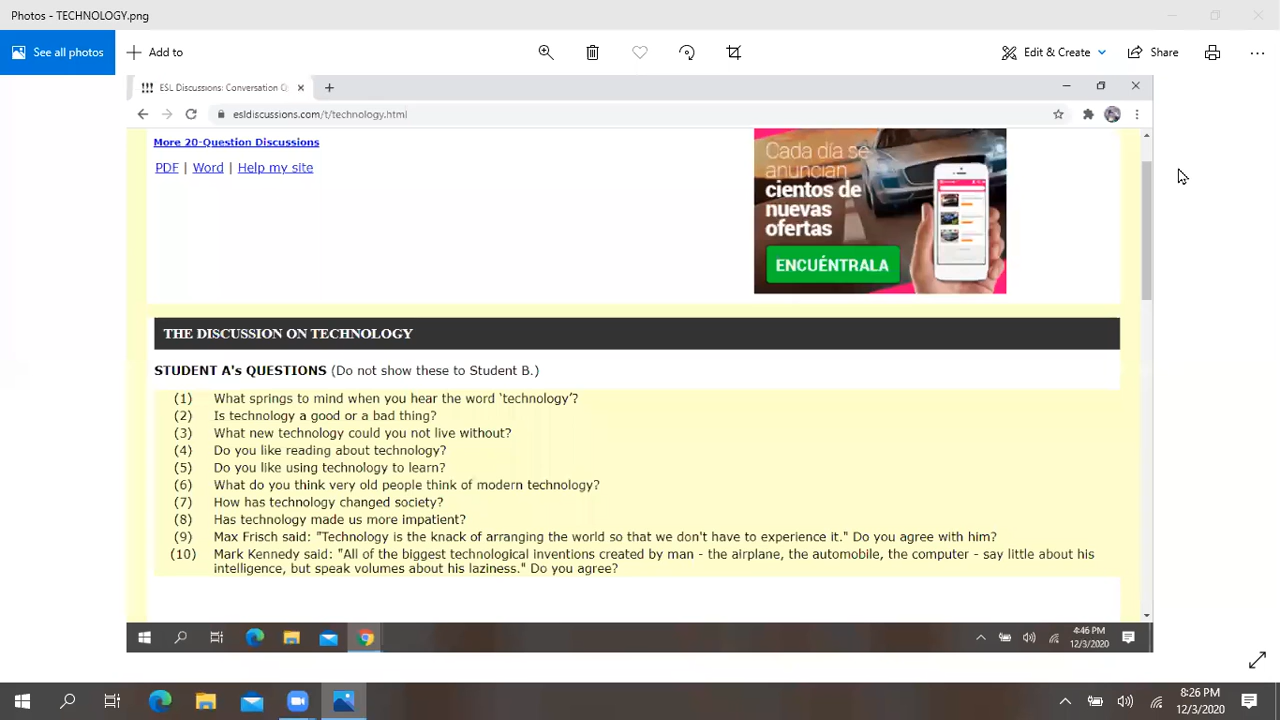 Photos - TECHNOLOGY.png
See all photos
Add to
Edit & Create
Share
ESL Discussions: Conversation
esldiscussions.com/t/technology.html
More 20-Question Discussions
PDF | Word | Help my site
Cada día se
anuncian
cientos de
nuevas
ofertas
ENCUÉNTRALA
THE DISCUSSION ON TECHNOLOGY
STUDENT A's QUESTIONS (Do not show these to Student B.)
(1) What springs to mind when you hear the word ‘technology’?
(2) Is technology a good or a bad thing?
(3) What new technology could you not live without?
(4) Do you like reading about technology?
(5) Do you like using technology to learn?
(6) What do you think very old people think of modern technology?
(7) How has technology changed society?
(8) Has technology made us more impatient?
(9) Max Frisch said: "Technology is the knack of arranging the world so that we don't have to experience it." Do you agree with him?
(10) Mark Kennedy said: "All of the biggest technological inventions created by man - the airplane, the automobile, the computer - say little about his
intelligence, but speak volumes about his laziness." Do you agree?
4:46 PM
12/3/2020
8:26 PM
12/3/2020